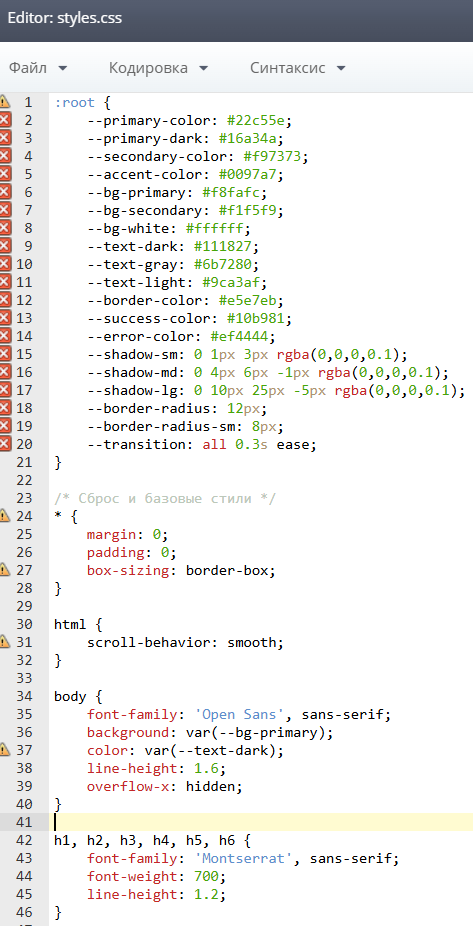 Editor: styles.css
Файл Кодировка Синтаксис
1 :root {
2 --primary-color: #22c55e;
3 --primary-dark: #16a34a;
4 --secondary-color: #f97373;
5 --accent-color: #0097a7;
6 --bg-primary: #f8fafc;
7 --bg-secondary: #f1f5f9;
8 --bg-white: #ffffff;
9 --text-dark: #111827;
10 --text-gray: #6b7280;
11 --text-light: #9ca3af;
12 --border-color: #e5e7eb;
13 --success-color: #10b981;
14 --error-color: #ef4444;
15 --shadow-sm: 0 1px 3px rgba(0,0,0,0.1);
16 --shadow-md: 0 4px 6px -1px rgba(0,0,0,0.1);
17 --shadow-lg: 0 10px 25px -5px rgba(0,0,0,0.1);
18 --border-radius: 12px;
19 --border-radius-sm: 8px;
20 --transition: all 0.3s ease;
21 }
22
23 /* Сброс и базовые стили */
24 * {
25 margin: 0;
26 padding: 0;
27 box-sizing: border-box;
28 }
29
30 html {
31 scroll-behavior: smooth;
32 }
33
34 body {
35 font-family: 'Open Sans', sans-serif;
36 background: var(--bg-primary);
37 color: var(--text-dark);
38 line-height: 1.6;
39 overflow-x: hidden;
40 }
41
42 h1, h2, h3, h4, h5, h6 {
43 font-family: 'Montserrat', sans-serif;
44 font-weight: 700;
45 line-height: 1.2;
46 }